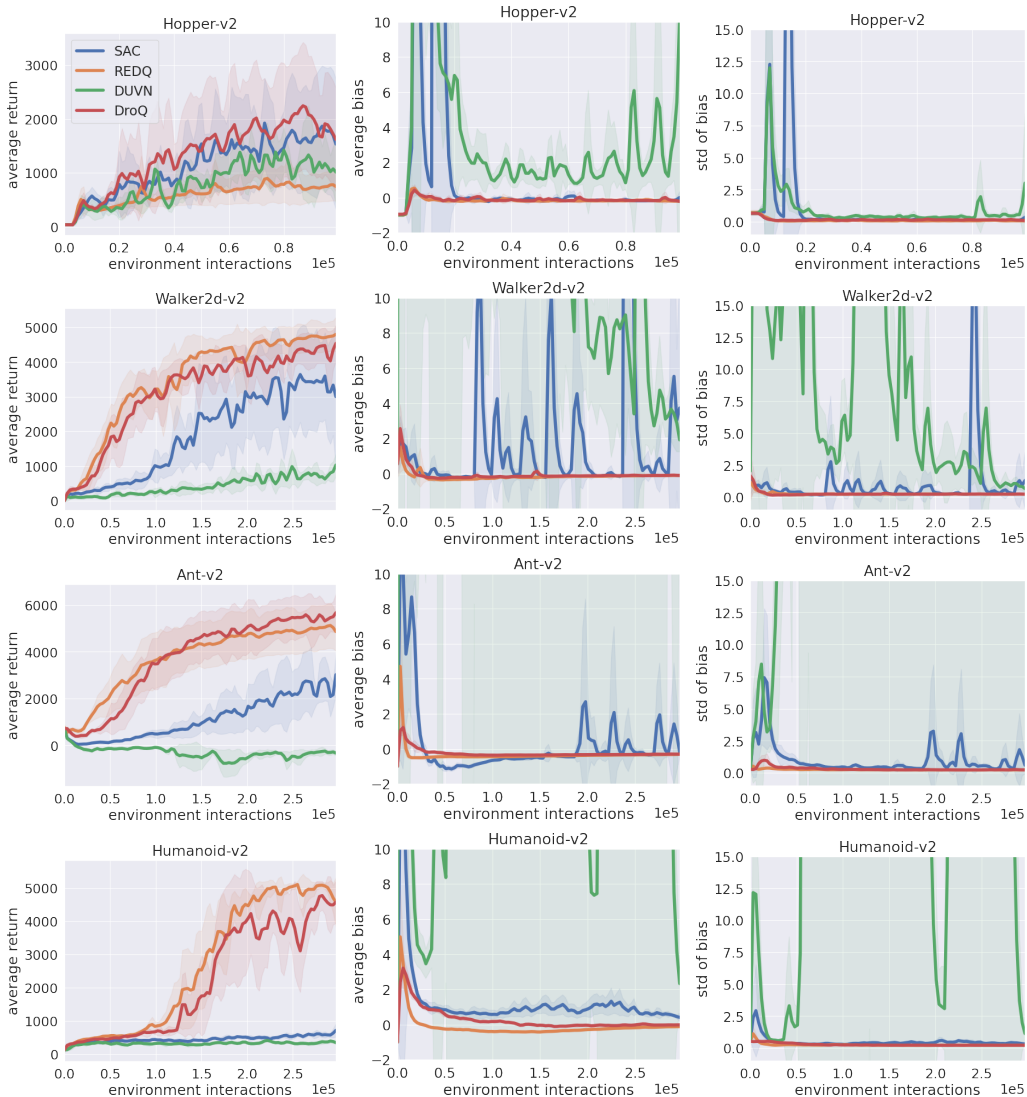 Hopper-v2
average return
3000
2000
1000
0
SAC
REDQ
DUVN
DroQ
0.0 0.2 0.4 0.6 0.8
1e5
environment interactions
Hopper-v2
average bias
10
8
6
4
2
0
−2
0.0 0.2 0.4 0.6 0.8
environment interactions 1e5
Hopper-v2
std of bias
15.0
12.5
10.0
7.5
5.0
2.5
0.0
0.0 0.2 0.4 0.6 0.8
environment interactions 1e5
Walker2d-v2
average return
5000
4000
3000
2000
1000
0
0.0 0.5 1.0 1.5 2.0 2.5
environment interactions 1e5
Walker2d-v2
average bias
10
8
6
4
2
0
−2
0.0 0.5 1.0 1.5 2.0 2.5
environment interactions 1e5
Walker2d-v2
std of bias
15.0
12.5
10.0
7.5
5.0
2.5
0.0
0.0 0.5 1.0 1.5 2.0 2.5
environment interactions 1e5
Ant-v2
average return
6000
4000
2000
0
0.0 0.5 1.0 1.5 2.0 2.5
environment interactions 1e5
Ant-v2
average bias
10
8
6
4
2
0
−2
0.0 0.5 1.0 1.5 2.0 2.5
environment interactions 1e5
Ant-v2
std of bias
15.0
12.5
10.0
7.5
5.0
2.5
0.0
0.0 0.5 1.0 1.5 2.0 2.5
environment interactions 1e5
Humanoid-v2
average return
5000
4000
3000
2000
1000
0
0.0 0.5 1.0 1.5 2.0 2.5
environment interactions 1e5
Humanoid-v2
average bias
10
8
6
4
2
0
−2
0.0 0.5 1.0 1.5 2.0 2.5
environment interactions 1e5
Humanoid-v2
std of bias
15.0
12.5
10.0
7.5
5.0
2.5
0.0
0.0 0.5 1.0 1.5 2.0 2.5
environment interactions 1e5